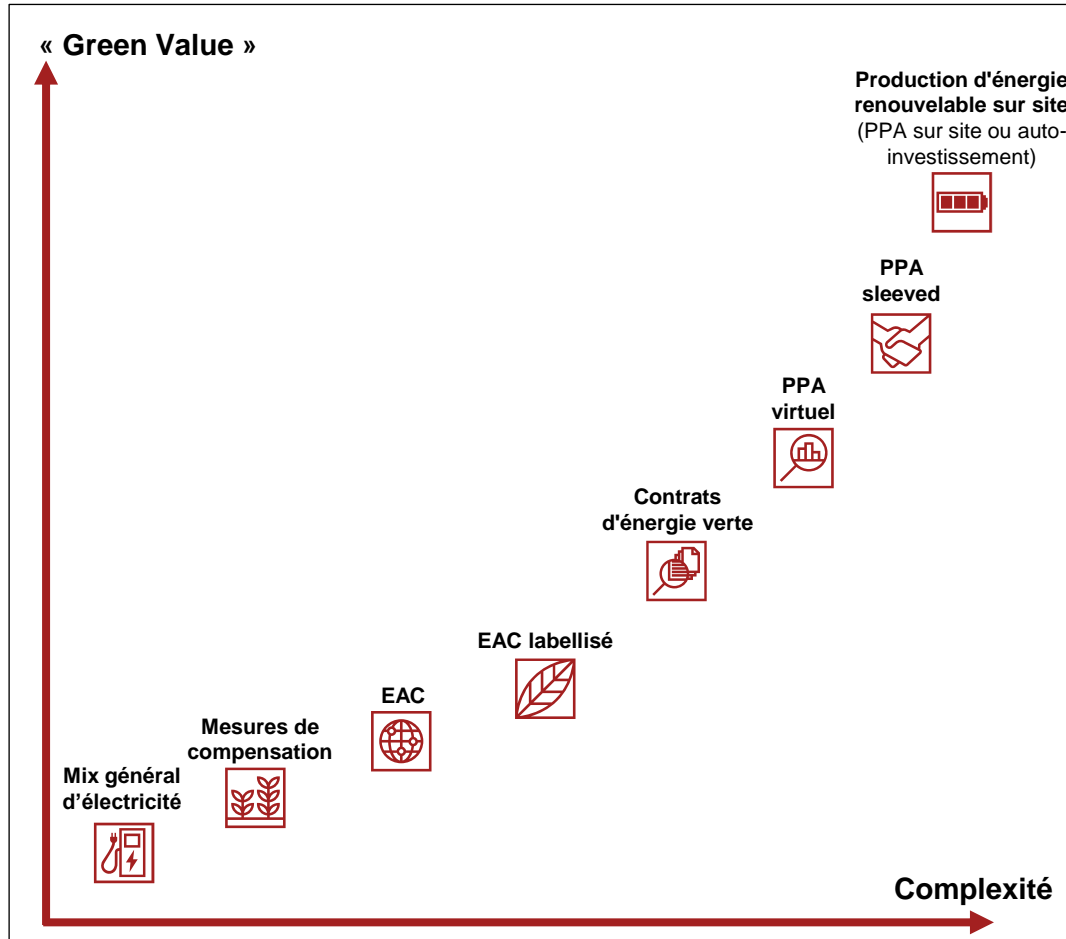 « Green Value »
Production d'énergie
renouvelable sur site
(PPA sur site ou auto-
investissement)
PPA
sleeved
PPA
virtuel
Contrats
d'énergie verte
EAC labellisé
EAC
Mesures de
compensation
Mix général
d’électricité
Complexité